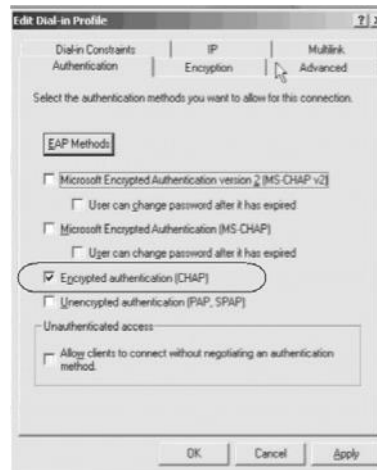 Edit Dial-in Profile
Dial-in Constraints
IP
Multilink
Authentication
Encryption
Advanced
Select the authentication methods you want to allow for this connection.
EAP Methods
Microsoft Encrypted Authentication version 2 (MS-CHAP v2)
User can change password after it has expired
Microsoft Encrypted Authentication (MS-CHAP)
User can change password after it has expired
Encrypted authentication (CHAP)
Unencrypted authentication (PAP, SPAP)
Unauthenticated access
Allow clients to connect without negotiating an authentication
method.
OK
Cancel
Apply